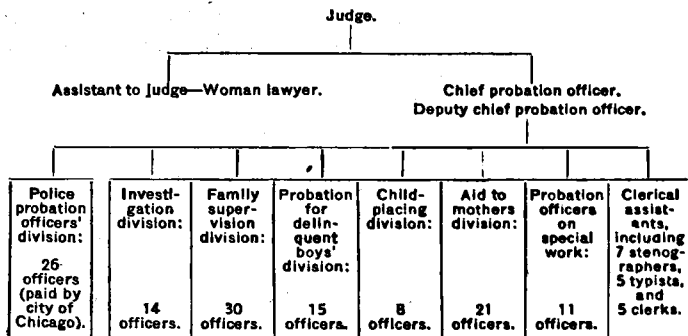 Judge.
Assistant to judge—Woman lawyer.
Chief probation officer.
Deputy chief probation officer.
Police
probation
officers'
division:
26
officers
(paid by
city of
Chicago).
Investi-
gation
division:
14
officers.
Family
super-
vision
division:
30
officers.
Probation
for
delin-
quent
boys'
division:
15
officers.
Child-
placing
division:
8
officers.
Aid to
mothers
division:
21
officers.
Probation
officers
on
special
work:
11
officers.
Clerical
assist-
ants,
including
7 stenog-
raphers,
5 typists,
and
5 clerks.